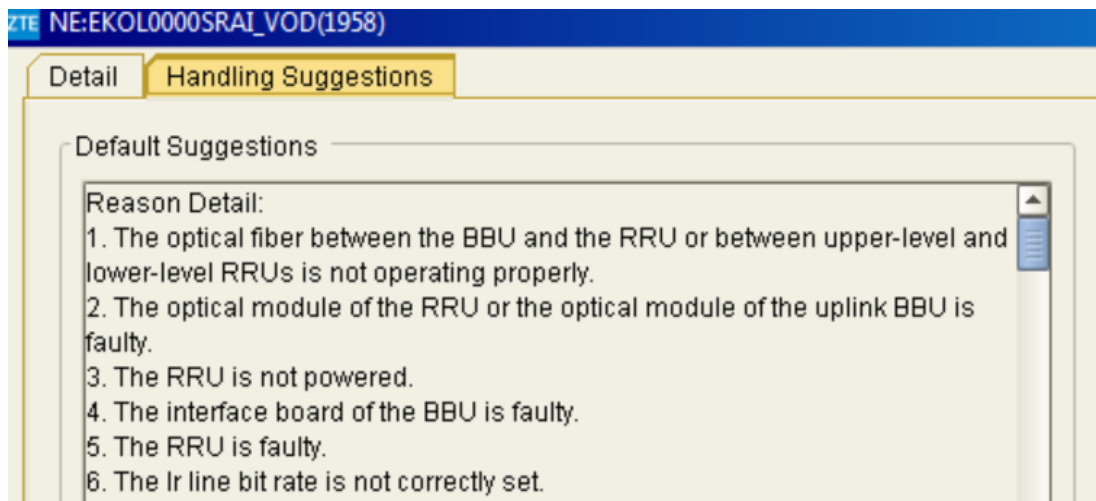 ZTE NE:EKOL0000SRAI_VOD(1958)
Detail Handling Suggestions
Default Suggestions
Reason Detail:
1. The optical fiber between the BBU and the RRU or between upper-level and
lower-level RRUs is not operating properly.
2. The optical module of the RRU or the optical module of the uplink BBU is
faulty.
3. The RRU is not powered.
4. The interface board of the BBU is faulty.
5. The RRU is faulty.
6. The Ir line bit rate is not correctly set.